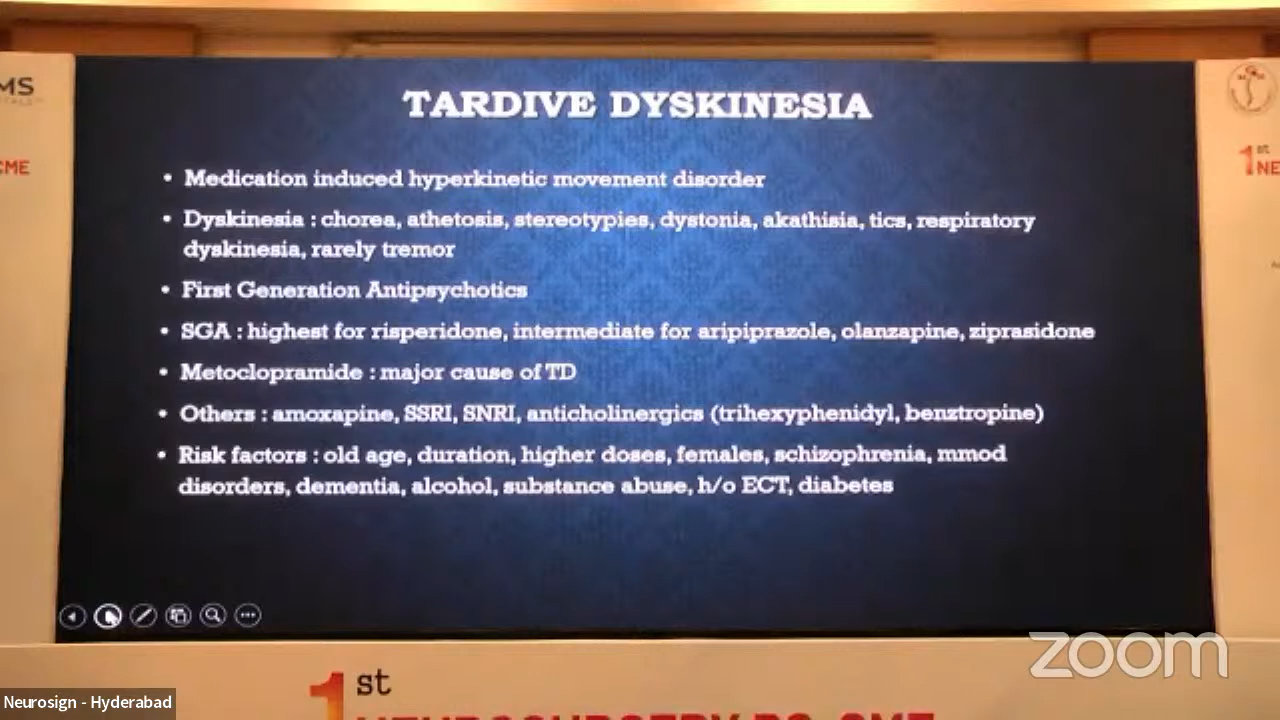 MS
CME
TARDIVE DYSKINESIA
• Medication induced hyperkinetic movement disorder
• Dyskinesia : chorea, athetosis, stereotypies, dystonia, akathisia, tics, respiratory
dyskinesia, rarely tremor
• First Generation Antipsychotics
• SGA : highest for risperidone, intermediate for aripiprazole, olanzapine, ziprasidone
• Metoclopramide : major cause of TD
• Others : amoxapine, SSRI, SNRI, anticholinergics (trihexyphenidyl, benztropine)
• Risk factors : old age, duration, higher doses, females, schizophrenia, mmod
disorders, dementia, alcohol, substance abuse, h/o ECT, diabetes
1st
NE
zoom
Neurosign - Hyderabad
1st